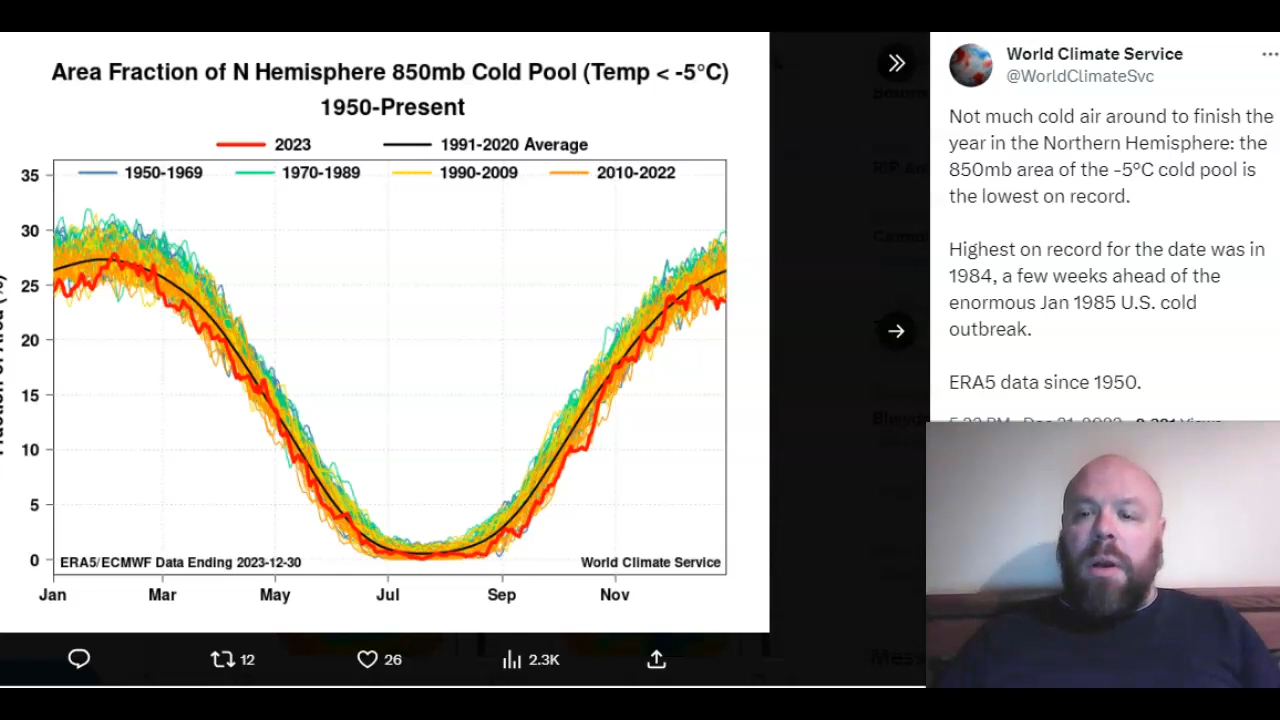 Area Fraction of N Hemisphere 850mb Cold Pool (Temp < -5°C)
1950-Present
2023
1991-2020 Average
1950-1969
1970-1989
1990-2009
2010-2022
35
30
25
20
15
10
5
0
ERA5/ECMWF Data Ending 2023-12-30
World Climate Service
Jan
Mar
May
Jul
Sep
Nov
12
26
2.3K
World Climate Service
@WorldClimateSvc
Not much cold air around to finish the
year in the Northern Hemisphere: the
850mb area of the -5°C cold pool is
the lowest on record.
Highest on record for the date was in
1984, a few weeks ahead of the
enormous Jan 1985 U.S. cold
outbreak.
ERA5 data since 1950.